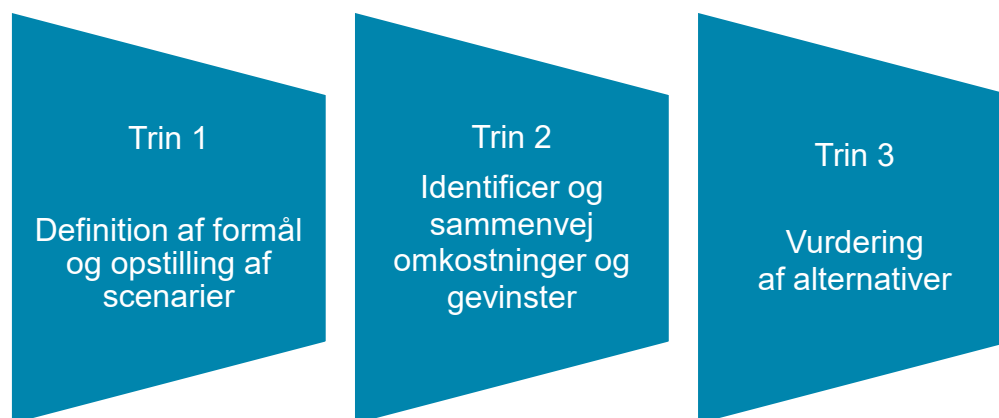 Trin 1
Definition af formål
og opstilling af
scenarier
Trin 2
Identificer og
sammenvej
omkostninger og
gevinster
Trin 3
Vurdering
af alternativer